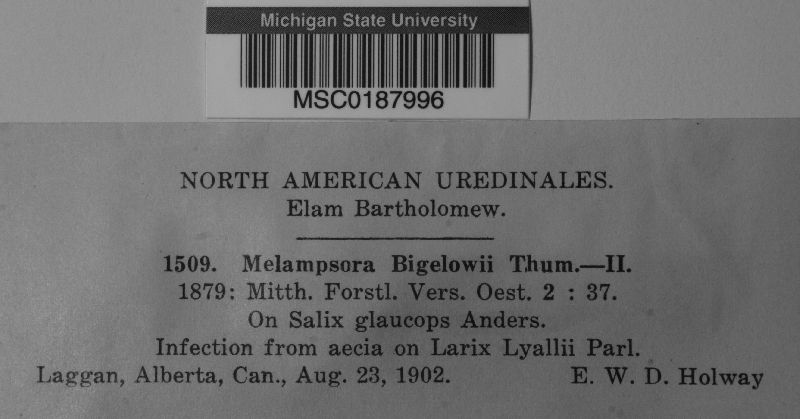 Michigan State University
MSC0187996
NORTH AMERICAN UREDINALES.
Elam Bartholomew.
1509. Melampsora Bigelowii Thum.—II.
1879: Mitth. Forstl. Vers. Oest. 2 : 37.
On Salix glaucops Anders.
Infection from aecia on Larix Lyallii Parl.
Laggan, Alberta, Can., Aug. 23, 1902. E. W. D. Holway